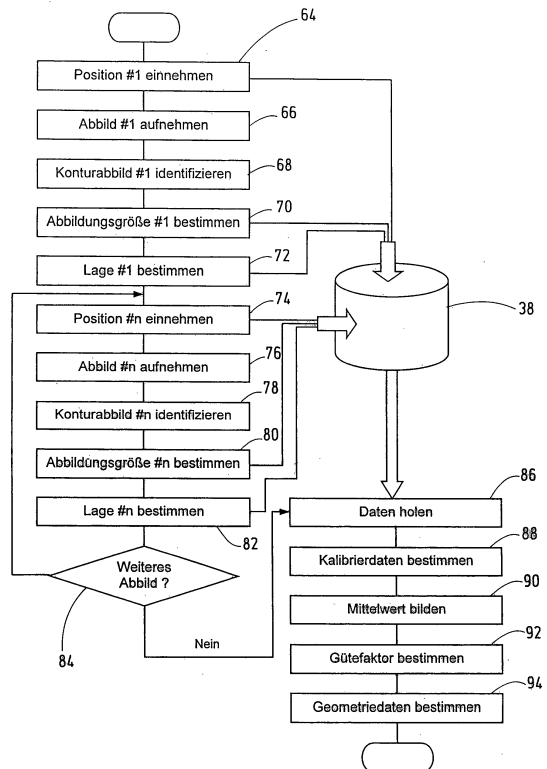 64
Position #1 einnehmen
66
Abbild #1 aufnehmen
68
Konturabbild #1 identifizieren
70
Abbildungsgröße #1 bestimmen
72
Lage #1 bestimmen
74
Position #n einnehmen
38
76
Abbild #n aufnehmen
78
Konturabbild #n identifizieren
80
Abbildungsgröße #n bestimmen
86
Lage #n bestimmen
Daten holen
82
88
Weiteres
Abbild ?
Kalibrierdaten bestimmen
90
Mittelwert bilden
84
Nein
92
Gütefaktor bestimmen
94
Geometriedaten bestimmen